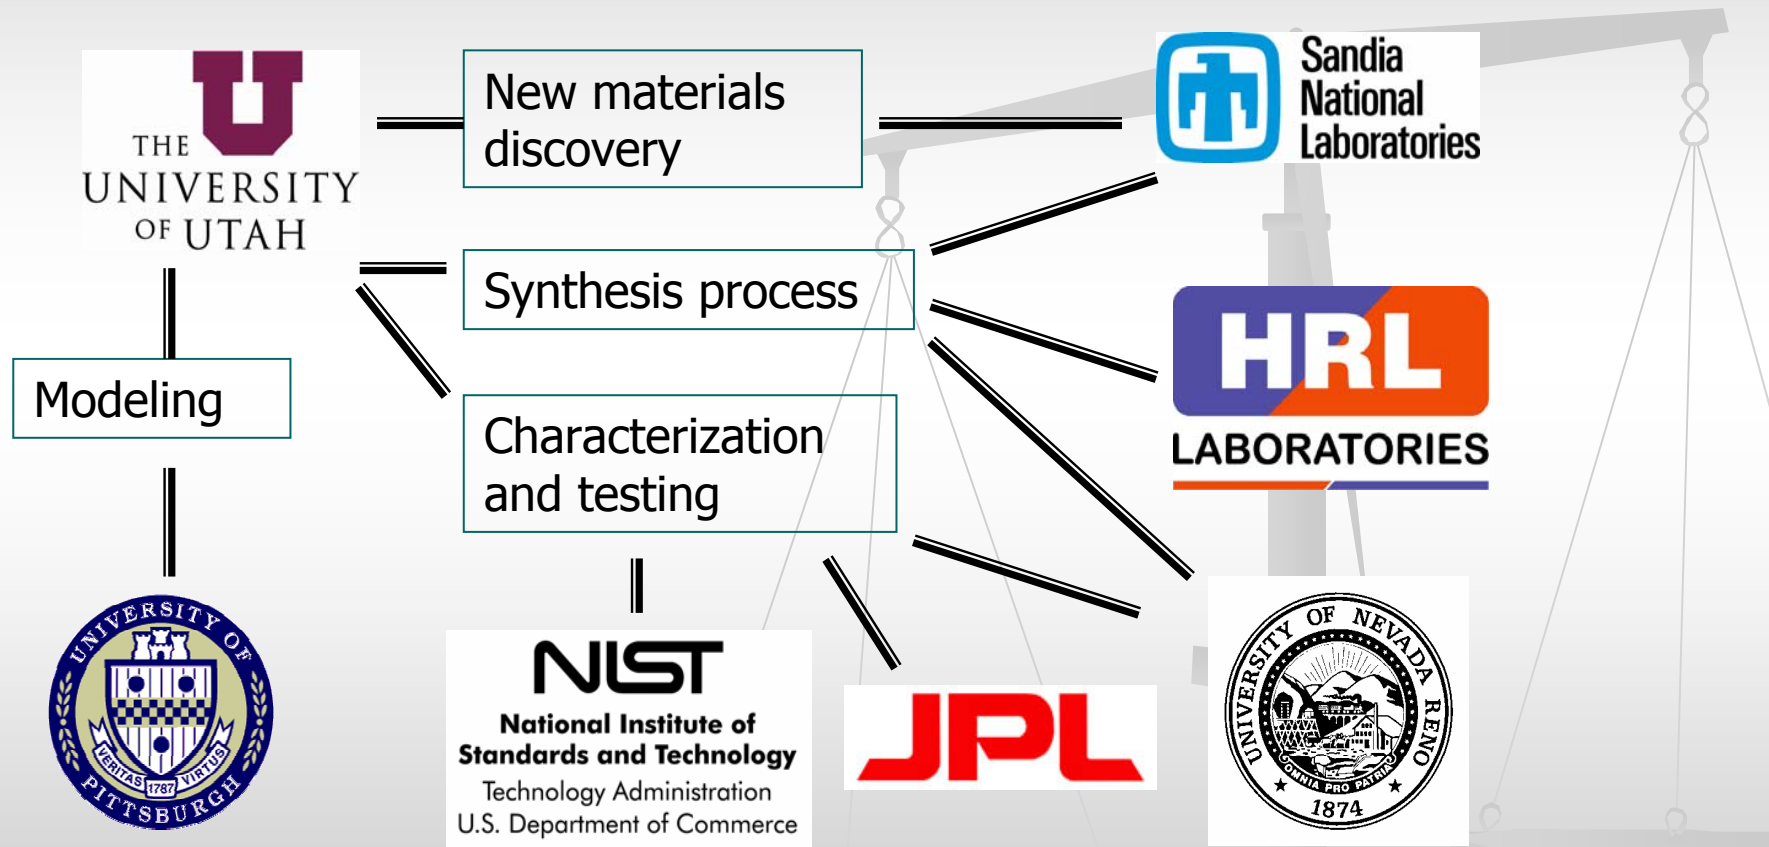 THE
UNIVERSITY
OF UTAH
New materials
discovery
Sandia
National
Laboratories
Synthesis process
HRL
LABORATORIES
Modeling
Characterization
and testing
UNIVERSITY OF
PITTSBURGH
VERITAS
1787
VIRTUS
NIST
National Institute of
Standards and Technology
Technology Administration
U.S. Department of Commerce
JPL
UNIVERSITY OF NEVADA RENO
OMNIA PRO PATRIA
1874